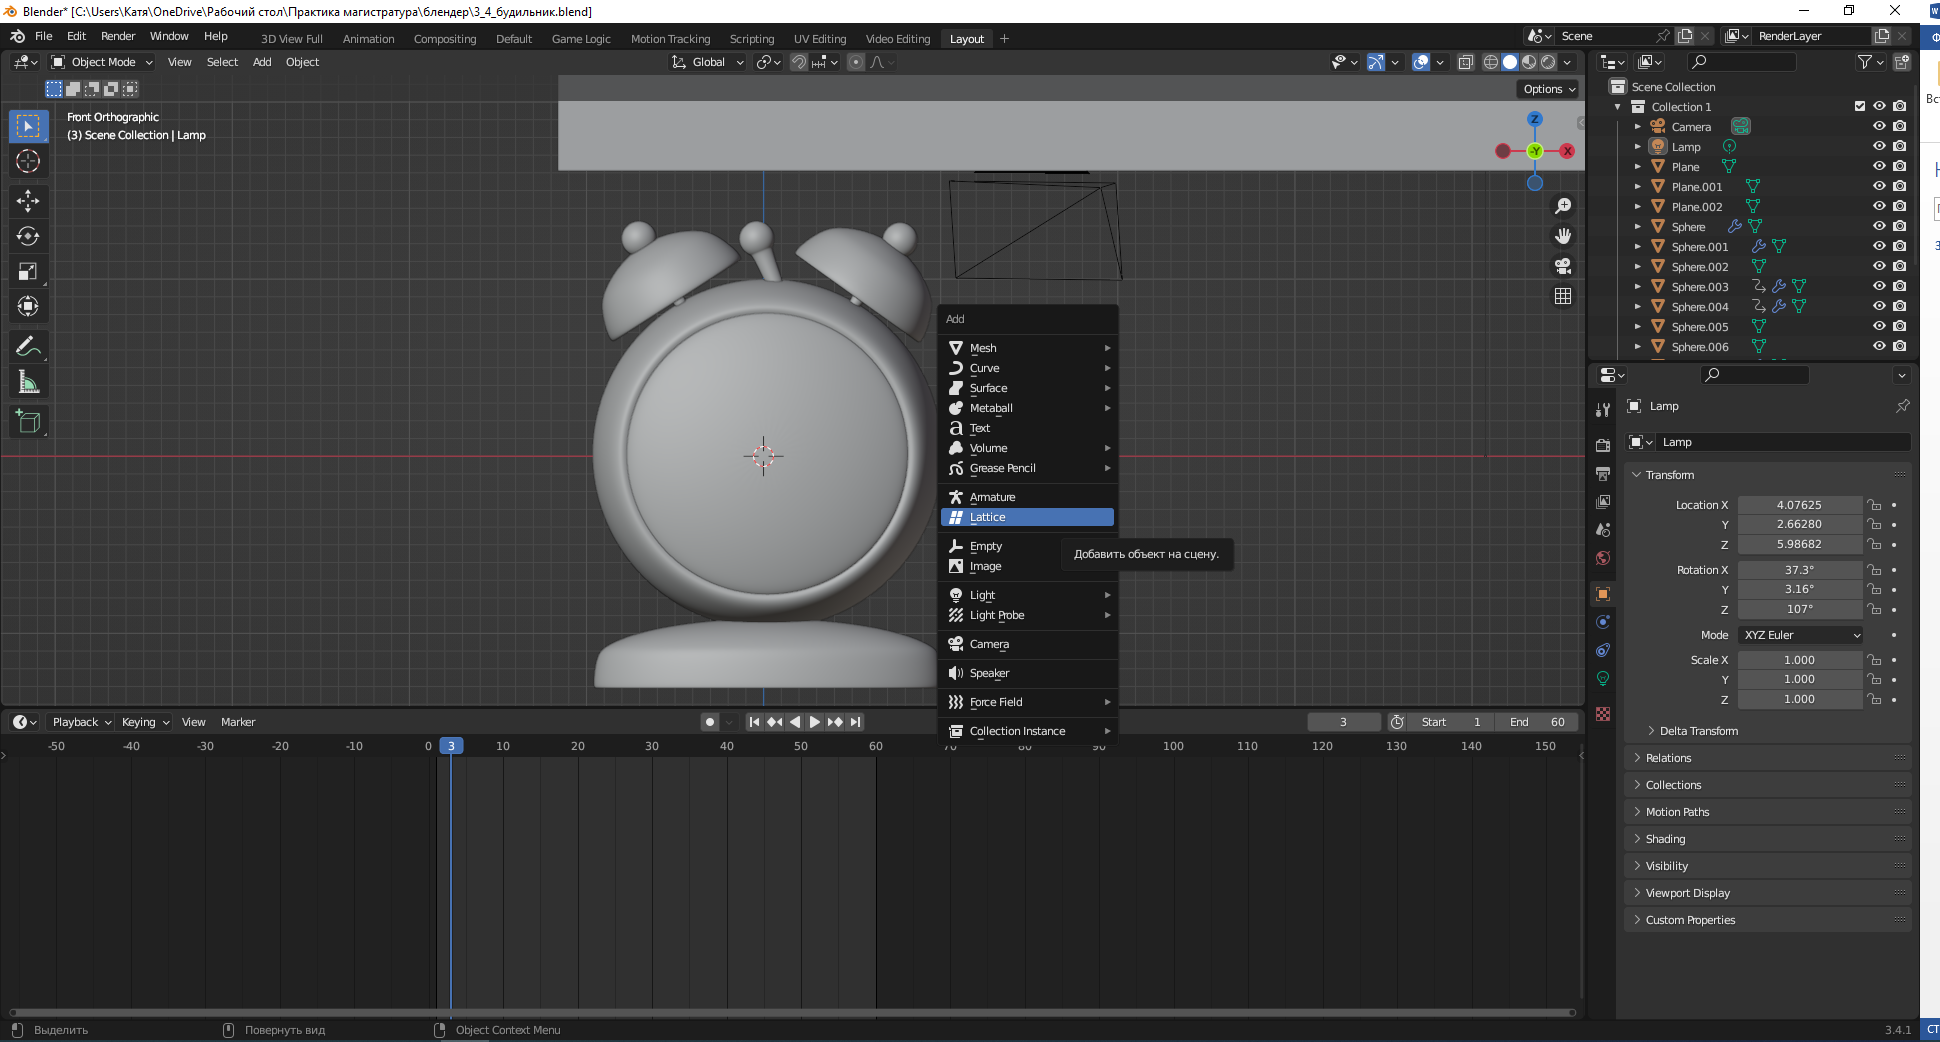 Blender* [C:\Users\Катя\OneDrive\Рабочий стол\Практика магистратура\блендер\3_4_будильник.blend]
File Edit Render Window Help
3D View Full Animation Compositing Default Game Logic Motion Tracking Scripting UV Editing Video Editing Layout
Scene
RenderLayer
Object Mode View Select Add Object
Global
Options
Front Orthographic
(3) Scene Collection | Lamp
Z
-Y
X
Add
Mesh
Curve
Surface
Metaball
Text
Volume
Grease Pencil
Armature
Lattice
Empty
Image
Light
Light Probe
Camera
Speaker
Force Field
Collection Instance
Добавить объект на сцену.
Scene Collection
Collection 1
Camera
Lamp
Plane
Plane.001
Plane.002
Sphere
Sphere.001
Sphere.002
Sphere.003
Sphere.004
Sphere.005
Sphere.006
Lamp
Lamp
Transform
Location X 4.07625
Y 2.66280
Z 5.98682
Rotation X 37.3°
Y 3.16°
Z 107°
Mode XYZ Euler
Scale X 1.000
Y 1.000
Z 1.000
Delta Transform
Relations
Collections
Motion Paths
Shading
Visibility
Viewport Display
Custom Properties
Playback Keying View Marker
3 Start 1 End 60
-50 -40 -30 -20 -10 0 3 10 20 30 40 50 60 70 80 90 100 110 120 130 140 150
Выделить
Повернуть вид
Object Context Menu
3.4.1
Вс
СТ